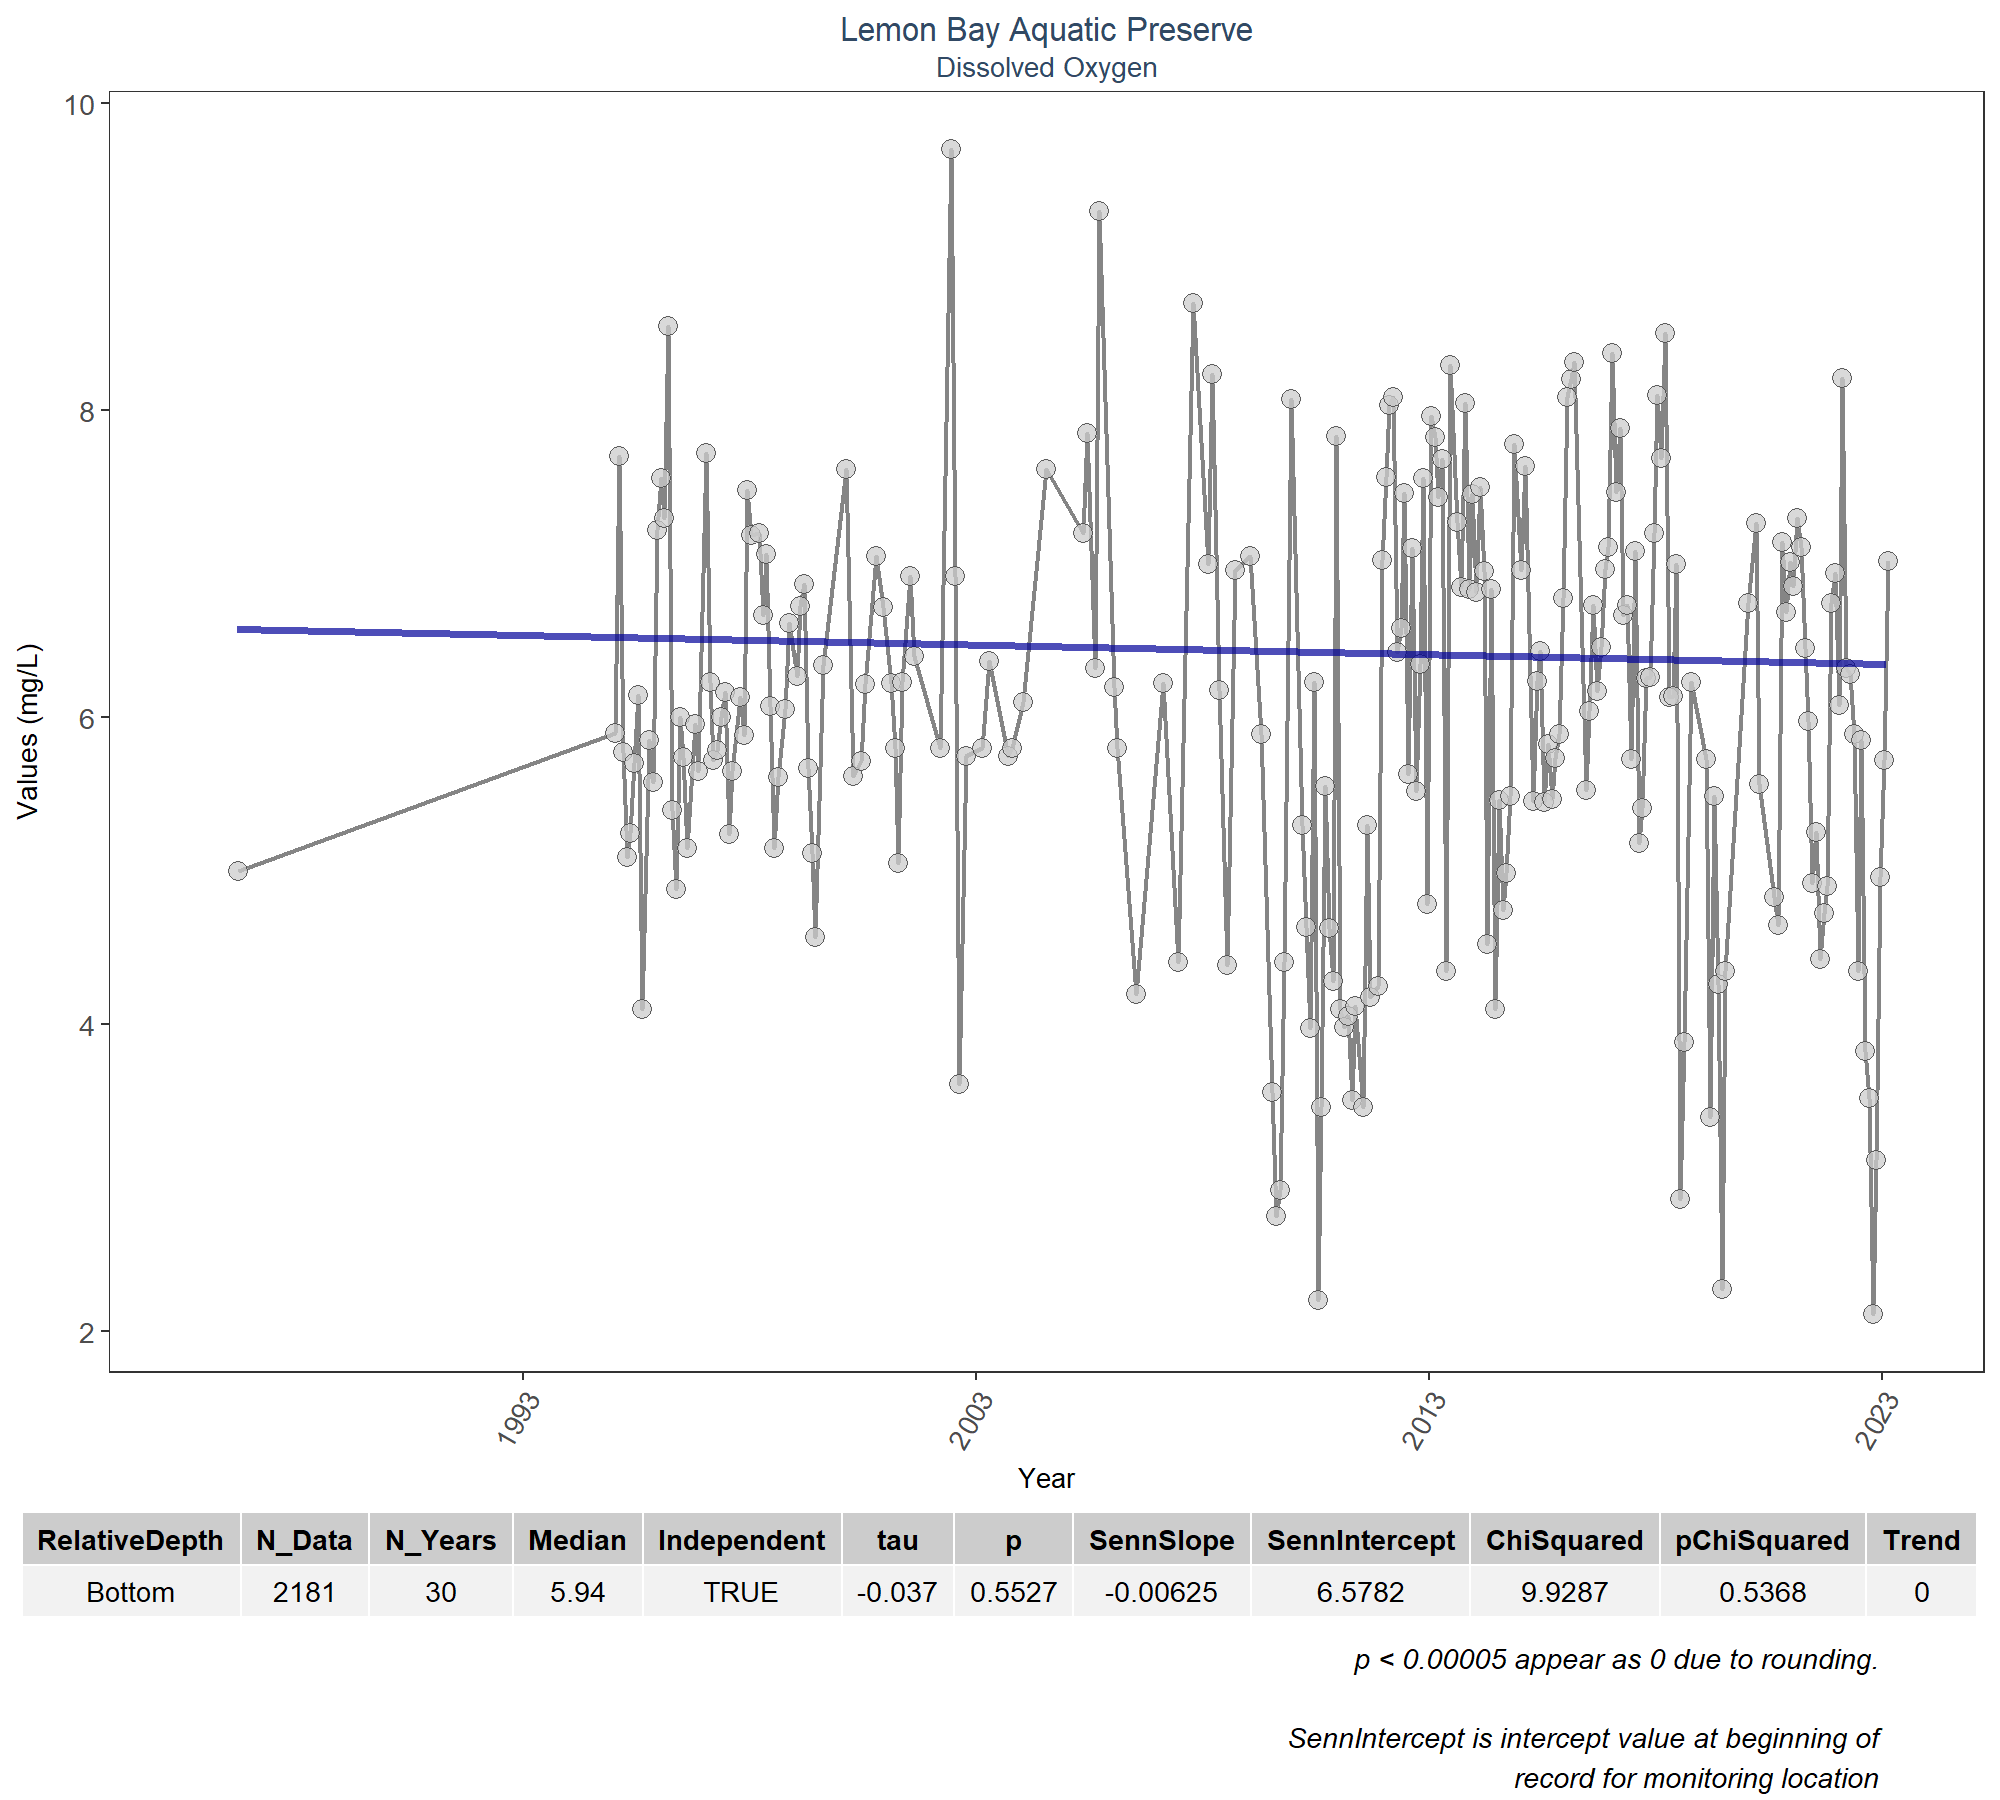 Lemon Bay Aquatic Preserve
Dissolved Oxygen
10
8
6
4
2
Values (mg/L)
1993
2003
2013
2023
Year
RelativeDepth N_Data N_Years Median Independent tau p SennSlope SennIntercept ChiSquared pChiSquared Trend
Bottom 2181 30 5.94 TRUE -0.037 0.5527 -0.00625 6.5782 9.9287 0.5368 0
p < 0.00005 appear as 0 due to rounding.
SennIntercept is intercept value at beginning of
record for monitoring location